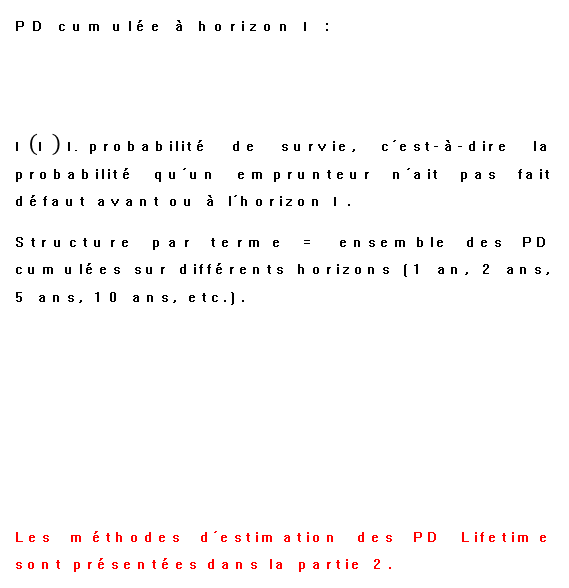 PD cumulée à horizon I :
I (I) I. probabilité de survie, c´est-à-dire la
probabilité qu´un emprunteur n´ait pas fait
défaut avant ou à l´horizon I.
Structure par terme = ensemble des PD
cumulées sur différents horizons (1 an, 2 ans,
5 ans, 10 ans, etc.).
Les méthodes d´estimation des PD Lifetime
sont présentées dans la partie 2.